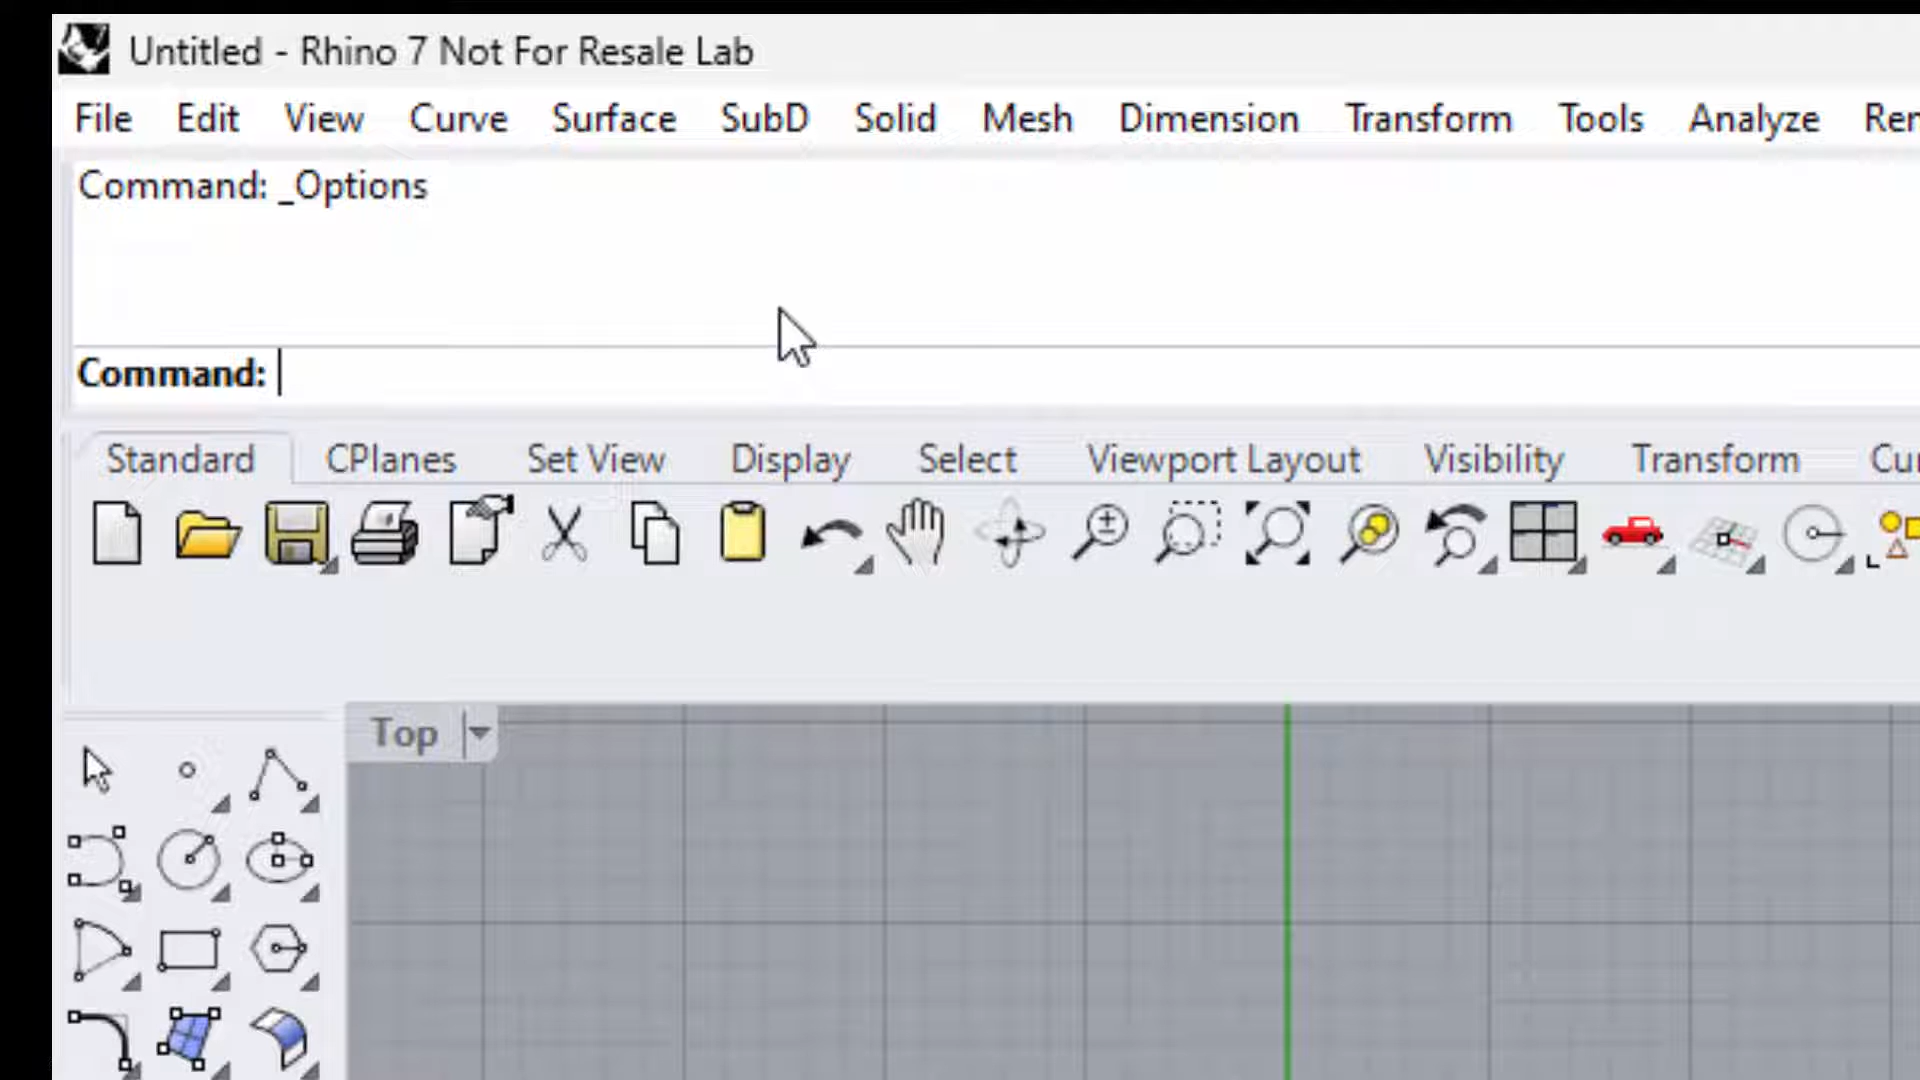 Untitled - Rhino 7 Not For Resale Lab
File Edit View Curve Surface SubD Solid Mesh Dimension Transform Tools Analyze
Command: _Options
Command:
Standard CPlanes Set View Display Select Viewport Layout Visibility Transform
Top